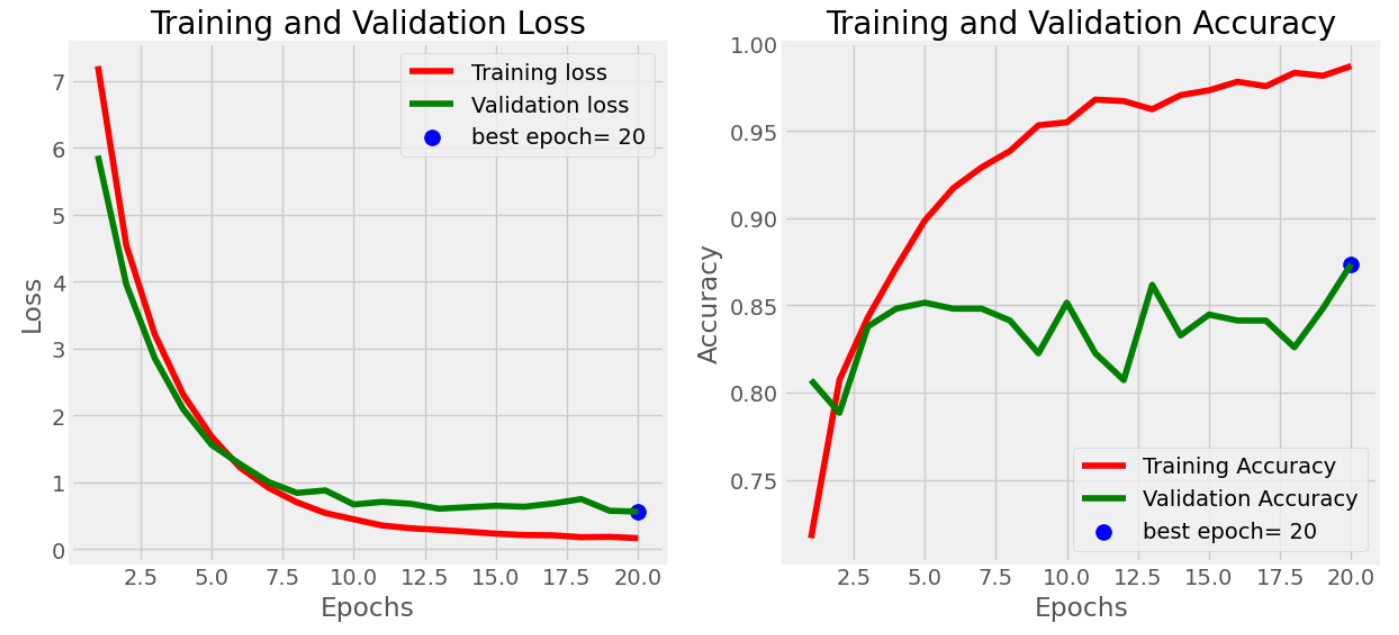 Training and Validation Loss
7
6
5
4
3
2
1
0
Loss
Training loss
Validation loss
best epoch= 20
2.5 5.0 7.5 10.0 12.5 15.0 17.5 20.0
Epochs
Training and Validation Accuracy
1.00
0.95
0.90
0.85
0.80
0.75
Accuracy
Training Accuracy
Validation Accuracy
best epoch= 20
2.5 5.0 7.5 10.0 12.5 15.0 17.5 20.0
Epochs